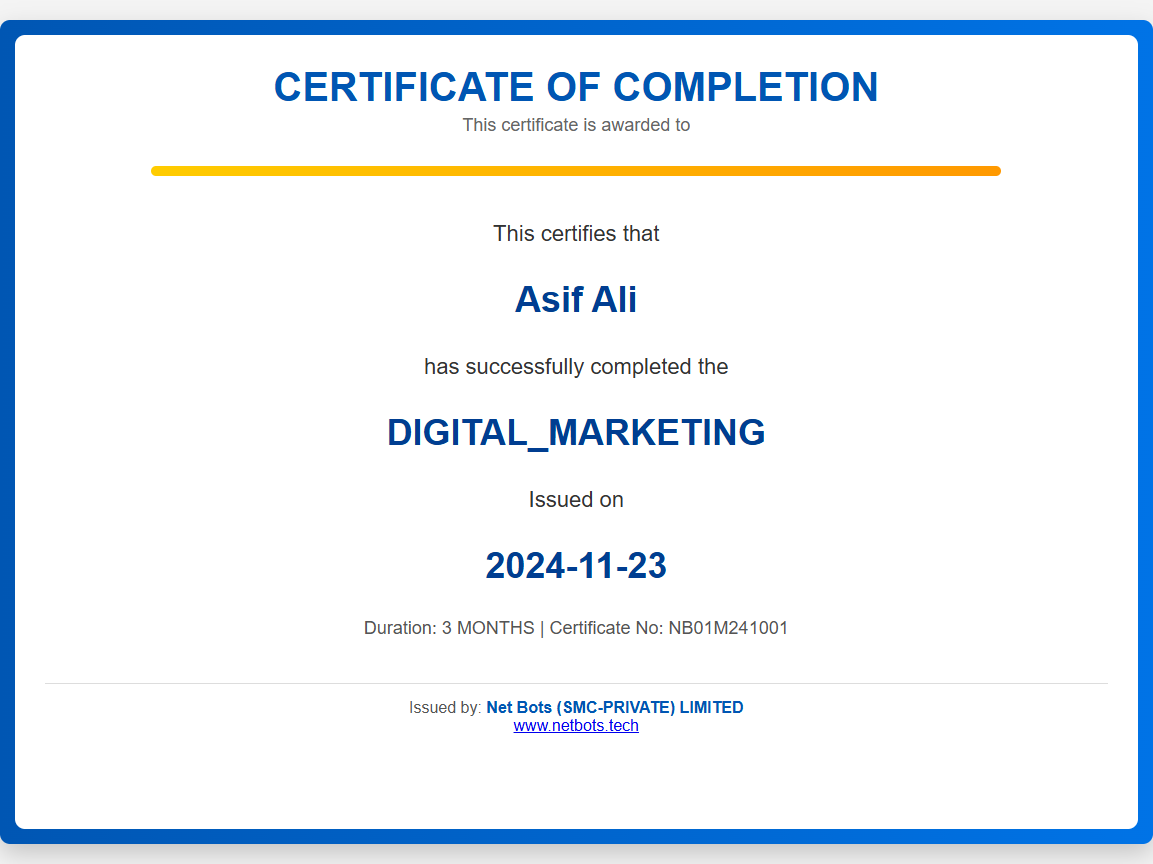 CERTIFICATE OF COMPLETION
This certificate is awarded to
This certifies that
Asif Ali
has successfully completed the
DIGITAL_MARKETING
Issued on
2024-11-23
Duration: 3 MONTHS | Certificate No: NB01M241001
Issued by: Net Bots (SMC-PRIVATE) LIMITED
www.netbots.tech